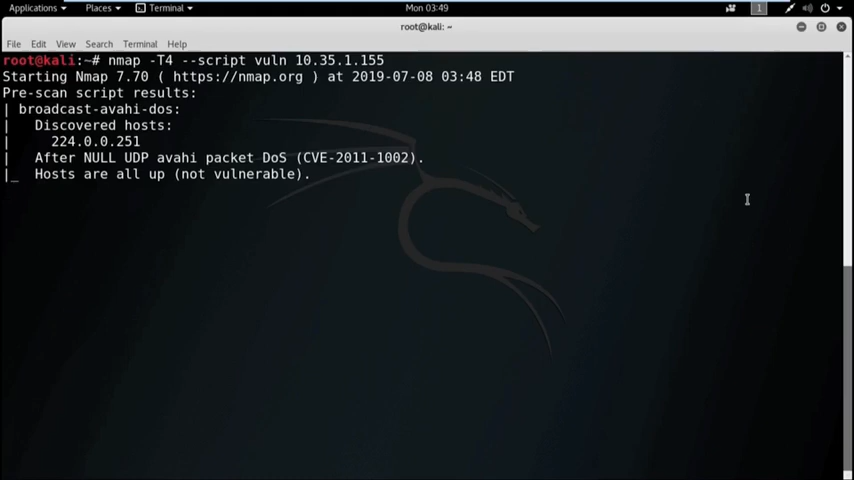 Applications Places Terminal Mon 03:49 1
root@kali: ~
File Edit View Search Terminal Help
root@kali:~# nmap -T4 --script vuln 10.35.1.155
Starting Nmap 7.70 ( https://nmap.org ) at 2019-07-08 03:48 EDT
Pre-scan script results:
| broadcast-avahi-dos:
|   Discovered hosts:
|     224.0.0.251
|   After NULL UDP avahi packet DoS (CVE-2011-1002).
|_  Hosts are all up (not vulnerable).